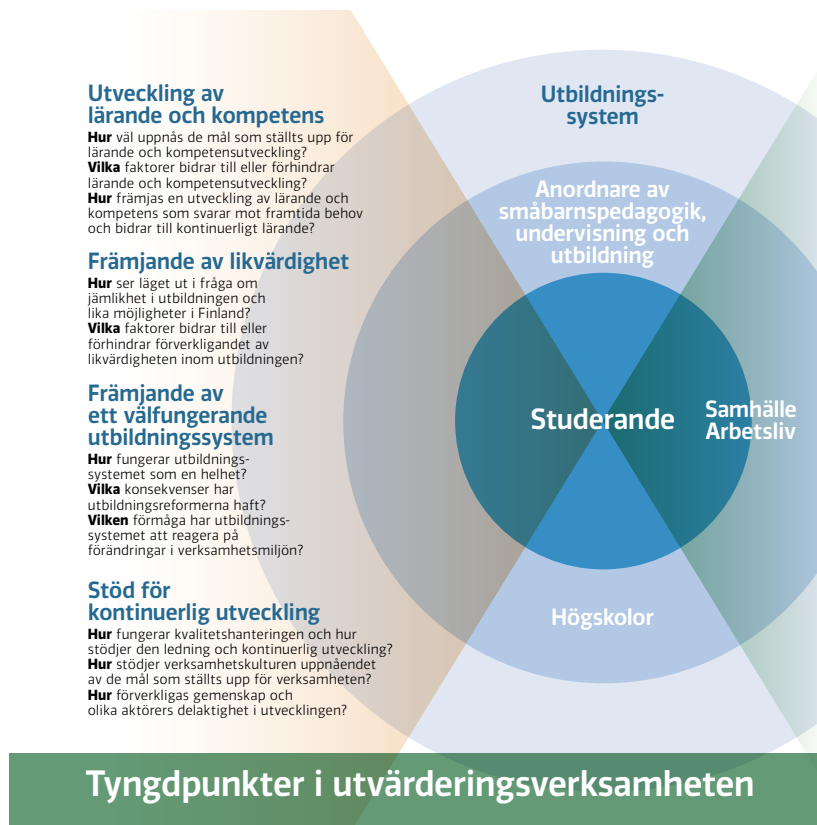 Utveckling av
lärande och kompetens
Hur väl uppnås de mål som ställts upp för
lärande och kompetensutveckling?
Vilka faktorer bidrar till eller förhindrar
lärande och kompetensutveckling?
Hur främjas en utveckling av lärande och
kompetens som svarar mot framtida behov
och bidrar till kontinuerligt lärande?
Främjande av likvärdighet
Hur ser läget ut i fråga om
jämlikhet i utbildningen och
lika möjligheter i Finland?
Vilka faktorer bidrar till eller
förhindrar förverkligandet av
likvärdigheten inom utbildningen?
Främjande av
ett välfungerande
utbildningssystem
Hur fungerar utbildnings-
systemet som en helhet?
Vilka konsekvenser har
utbildningsreformerna haft?
Vilken förmåga har utbildnings-
systemet att reagera på
förändringar i verksamhetsmiljön?
Stöd för
kontinuerlig utveckling
Hur fungerar kvalitetshanteringen och hur
stödjer den ledning och kontinuerlig utveckling?
Hur stödjer verksamhetskulturen uppnåendet
av de mål som ställts upp för verksamheten?
Hur förverkligas gemenskap och
olika aktörers delaktighet i utvecklingen?
Utbildnings-
system
Anordnare av
småbarnspedagogik,
undervisning och
utbildning
Studerande
Samhälle
Arbetsliv
Högskolor
Tyngdpunkter i utvärderingsverksamheten